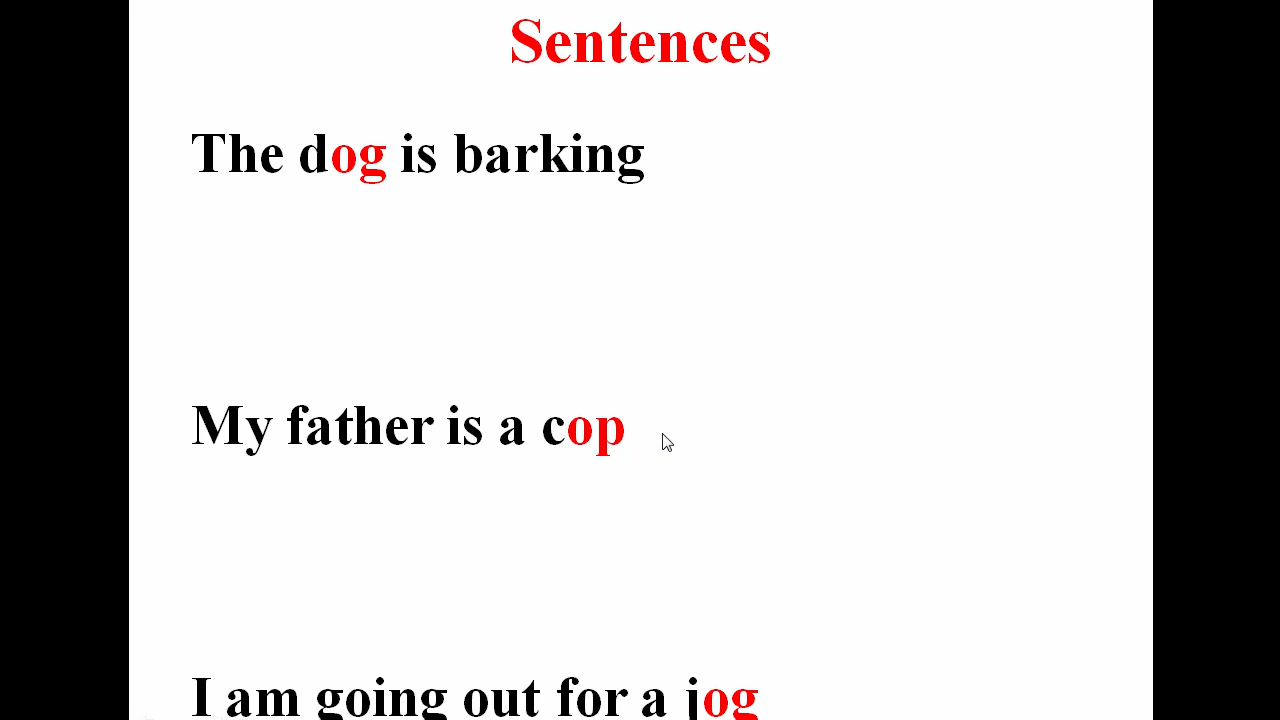 Sentences
The dog is barking
My father is a cop
I am going out for a jog